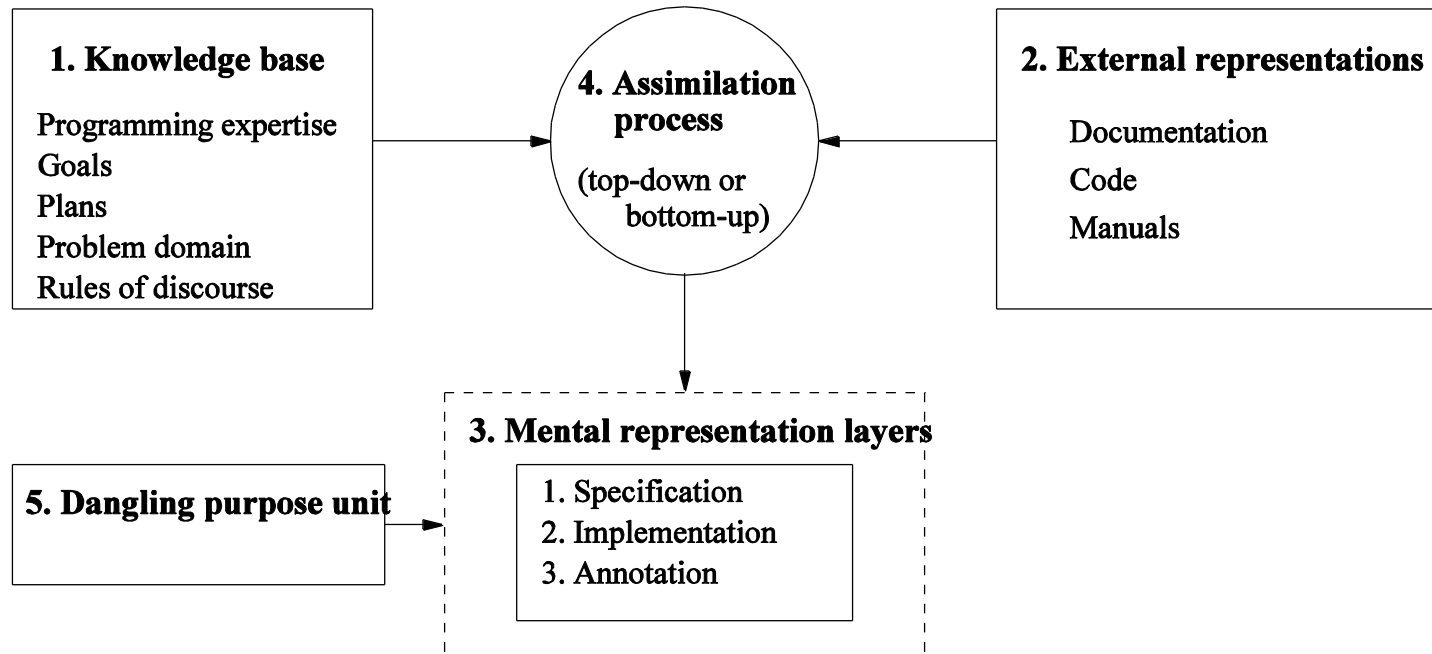 1. Knowledge base
Programming expertise
Goals
Plans
Problem domain
Rules of discourse
4. Assimilation
process
(top-down or
bottom-up)
2. External representations
Documentation
Code
Manuals
3. Mental representation layers
1. Specification
2. Implementation
3. Annotation
5. Dangling purpose unit